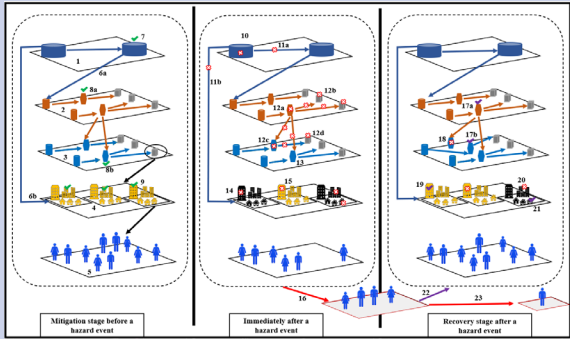 7
1
6a
8a
2
3
8b
9
6b
4
5
Mitigation stage before a
hazard event
10
11a
11b
12a
12b
12c
12d
13
14
15
16
Immediately after a
hazard event
17a
18
17b
19
20
21
22
23
Recovery stage after a
hazard event